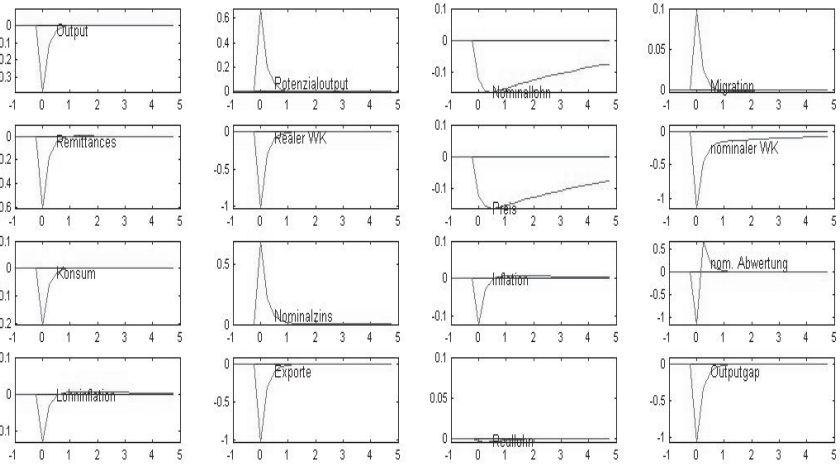 0
0.1
0.2
0.3
Output
-1 0 1 2 3 4 5
0.6
0.4
0.2
0
Potenzialoutput
-1 0 1 2 3 4 5
0.1
0
-0.1
Nominallohn
-1 0 1 2 3 4 5
0.1
0.05
0
Migration
-1 0 1 2 3 4 5
0
0.2
0.4
0.6
Remittances
-1 0 1 2 3 4 5
0
-0.5
-1
Realer WK
-1 0 1 2 3 4 5
0.1
0
-0.1
Preis
-1 0 1 2 3 4 5
0
-0.5
-1
nominaler WK
-1 0 1 2 3 4 5
0.1
0
0.1
0.2
Konsum
-1 0 1 2 3 4 5
0.5
0
Nominalzins
-1 0 1 2 3 4 5
0.1
0
-0.1
Inflation
-1 0 1 2 3 4 5
0.5
0
-0.5
-1
nom. Abwertung
-1 0 1 2 3 4 5
0.1
0
0.1
Lohninflation
-1 0 1 2 3 4 5
0
-0.5
-1
Exporte
-1 0 1 2 3 4 5
0.1
0.05
0
Reallohn
-1 0 1 2 3 4 5
0
-0.5
-1
Outputgap
-1 0 1 2 3 4 5